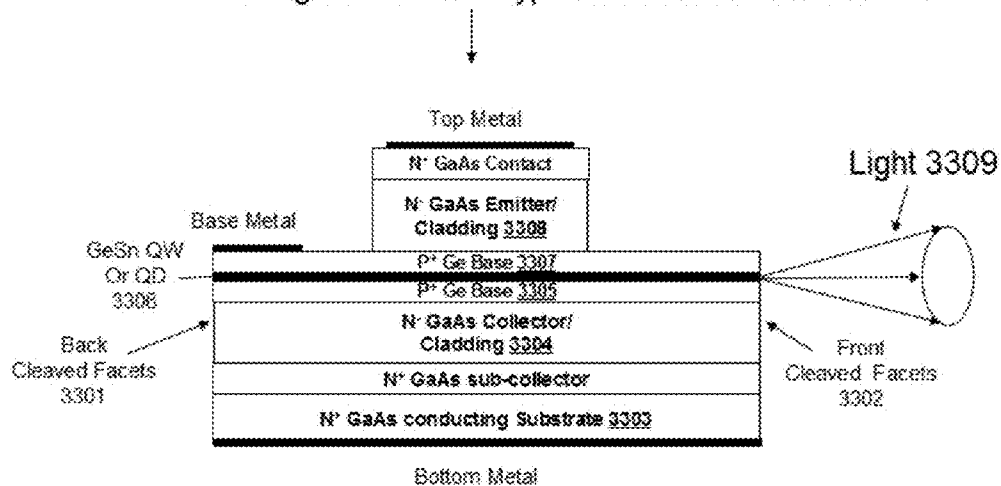 Top Metal
N⁺ GaAs Contact
Light 3309
N⁻ GaAs Emitter/
Cladding 3308
Base Metal
GeSn QW
Or QD
3306
P⁺ Ge Base 3307
P⁺ Ge Base 3305
N⁻ GaAs Collector/
Cladding 3304
Back
Cleaved Facets
3301
Front
Cleaved Facets
3302
N⁺ GaAs sub-collector
N⁺ GaAs conducting Substrate 3303
Bottom Metal